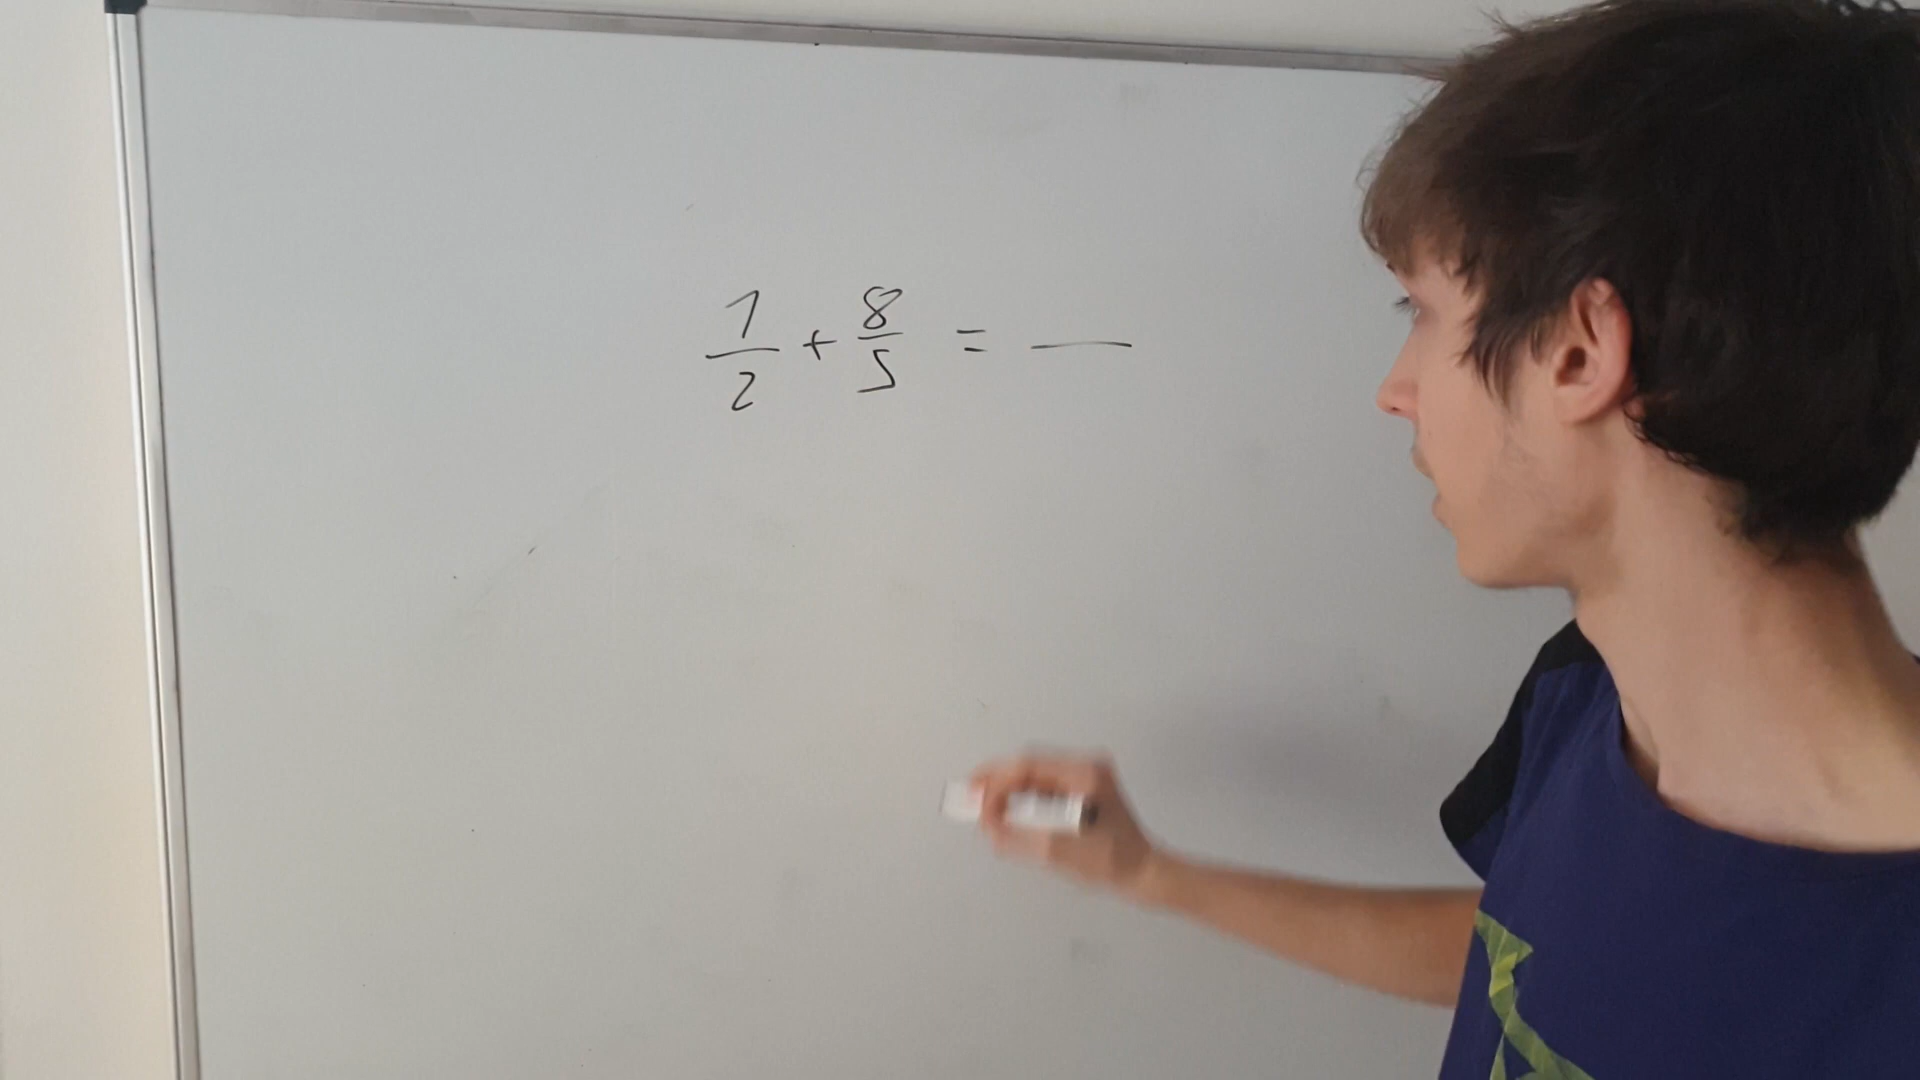 1/2 + 8/5 = —